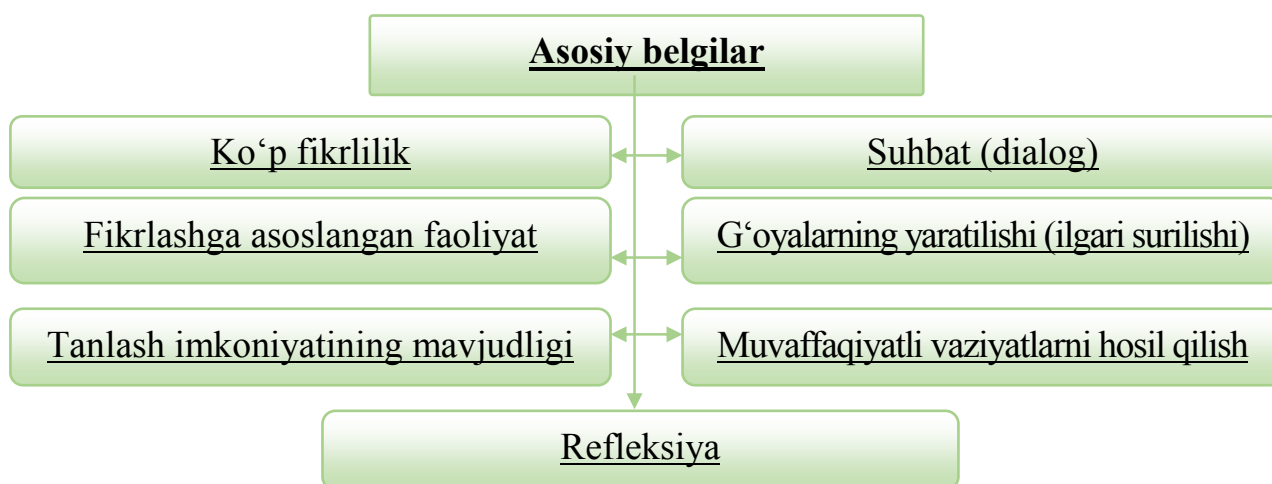 Asosiy belgilar
Ko‘p fikrlilik
Suhbat (dialog)
Fikrlashga asoslangan faoliyat
G‘oyalarning yaratilishi (ilgari surilishi)
Tanlash imkoniyatining mavjudligi
Muvaffaqiyatli vaziyatlarni hosil qilish
Refleksiya